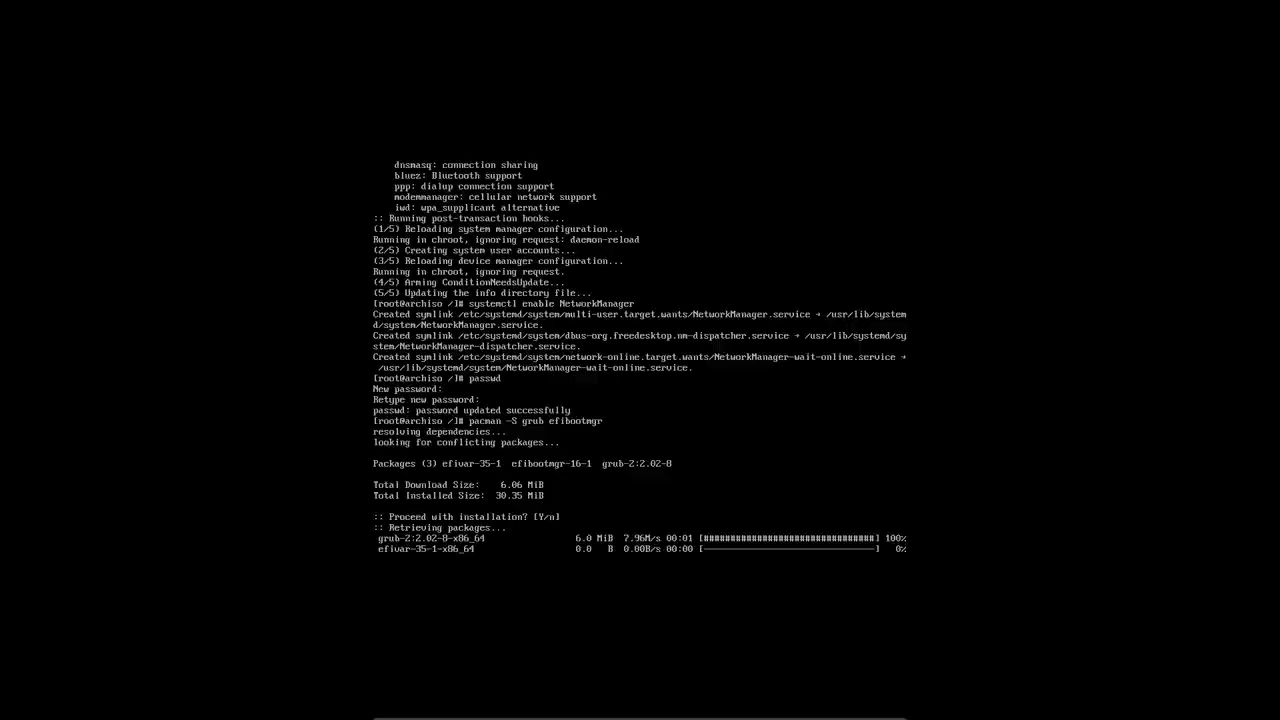 dnsmasq: connection sharing
bluez: Bluetooth support
ppp: dialup connection support
modemmanager: cellular network support
iwd: wpa_supplicant alternative
:: Running post-transaction hooks...
(1/5) Reloading system manager configuration...
Running in chroot, ignoring request: daemon-reload
(2/5) Creating system user accounts...
(3/5) Reloading device manager configuration...
Running in chroot, ignoring request.
(4/5) Arming ConditionNeedsUpdate...
(5/5) Updating the info directory file...
[root@archiso /]# systemctl enable NetworkManager
Created symlink /etc/systemd/system/multi-user.target.wants/NetworkManager.service → /usr/lib/system
d/system/NetworkManager.service.
Created symlink /etc/systemd/system/dbus-org.freedesktop.nm-dispatcher.service → /usr/lib/systemd/sy
stem/NetworkManager-dispatcher.service.
Created symlink /etc/systemd/system/network-online.target.wants/NetworkManager-wait-online.service →
/usr/lib/systemd/system/NetworkManager-wait-online.service.
[root@archiso /]# passwd
New password:
Retype new password:
passwd: password updated successfully
[root@archiso /]# pacman -S grub efibootmgr
resolving dependencies...
looking for conflicting packages...
Packages (3) efivar-35-1  efibootmgr-16-1  grub-2:2.02-8
Total Download Size:    6.06 MiB
Total Installed Size:  30.35 MiB
:: Proceed with installation? [Y/n]
:: Retrieving packages...
grub-2:2.02-8-x86_64                 6.0 MiB  7.96M/s 00:01 [################################] 100%
efivar-35-1-x86_64                   0.0   B  0.00B/s 00:00 [--------------------------------]   0%